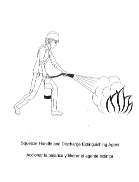 Squeeze Handle and Discharge Extinguishing Agent
Accionar la palanca y liberar el agente extintor